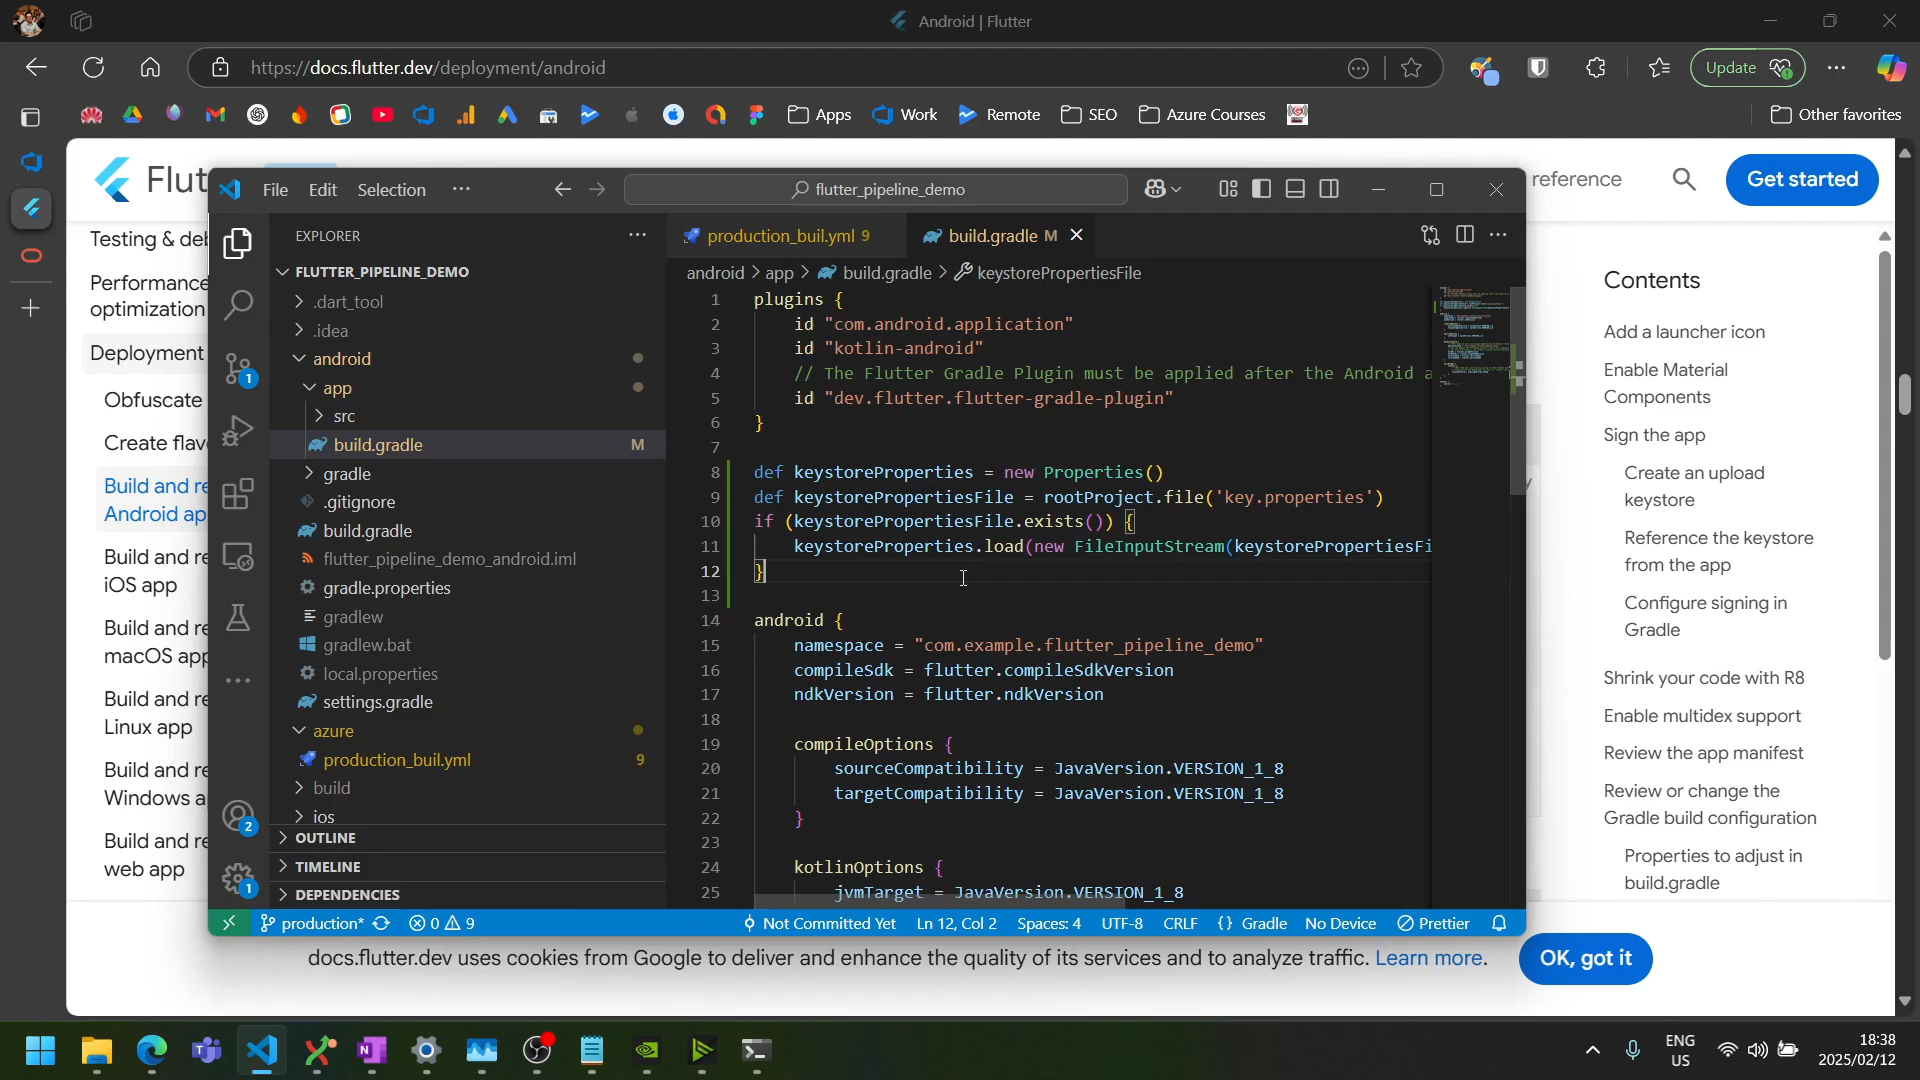 Android | Flutter
https://docs.flutter.dev/deployment/android
Update
Apps
Work
Remote
SEO
Azure Courses
Other favorites
Flut
reference
Get started
Testing & de
Performance
optimization
Deployment
Obfuscate
Create flav
Build and re
Android ap
Build and re
iOS app
Build and re
macOS app
Build and re
Linux app
Build and re
Windows a
Build and re
web app
File
Edit
Selection
flutter_pipeline_demo
EXPLORER
FLUTTER_PIPELINE_DEMO
.dart_tool
.idea
android
app
src
build.gradle M
gradle
.gitignore
build.gradle
flutter_pipeline_demo_android.iml
gradle.properties
gradlew
gradlew.bat
local.properties
settings.gradle
azure
production_buil.yml 9
build
ios
OUTLINE
TIMELINE
DEPENDENCIES
1
2
1
production_buil.yml 9
build.gradle M
android > app > build.gradle > keystorePropertiesFile
1 plugins {
2 id "com.android.application"
3 id "kotlin-android"
4 // The Flutter Gradle Plugin must be applied after the Android a
5 id "dev.flutter.flutter-gradle-plugin"
6 }
7
8 def keystoreProperties = new Properties()
9 def keystorePropertiesFile = rootProject.file('key.properties')
10 if (keystorePropertiesFile.exists()) {
11 keystoreProperties.load(new FileInputStream(keystorePropertiesFi
12 }
13
14 android {
15 namespace = "com.example.flutter_pipeline_demo"
16 compileSdk = flutter.compileSdkVersion
17 ndkVersion = flutter.ndkVersion
18
19 compileOptions {
20 sourceCompatibility = JavaVersion.VERSION_1_8
21 targetCompatibility = JavaVersion.VERSION_1_8
22 }
23
24 kotlinOptions {
25 jvmTarget = JavaVersion.VERSION_1_8
production*
0
9
Not Committed Yet
Ln 12, Col 2
Spaces: 4
UTF-8
CRLF
{} Gradle
No Device
Prettier
Contents
Add a launcher icon
Enable Material
Components
Sign the app
Create an upload
keystore
Reference the keystore
from the app
Configure signing in
Gradle
Shrink your code with R8
Enable multidex support
Review the app manifest
Review or change the
Gradle build configuration
Properties to adjust in
build.gradle
docs.flutter.dev uses cookies from Google to deliver and enhance the quality of its services and to analyze traffic. Learn more.
OK, got it
ENG
US
18:38
2025/02/12